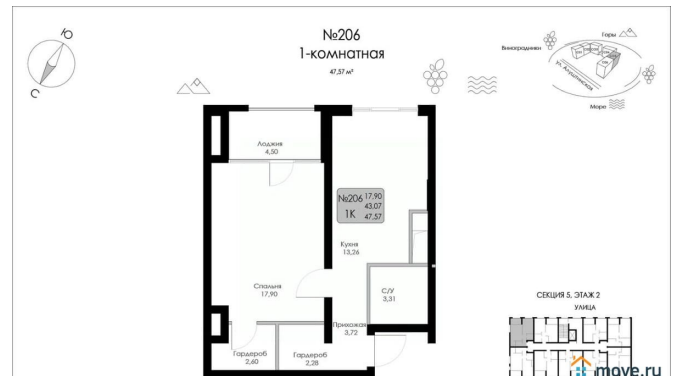 №206
1-комнатная
47,57 м²
Ю
С
Горы
Виноградники
ул. Алуштинская
Море
Лоджия
4,50
№206 17,90
1К 43,07
47,57
Кухня
13,26
Спальня
17,90
С/У
3,31
Прихожая
3,72
Гардероб
2,60
Гардероб
2,28
СЕКЦИЯ 5. ЭТАЖ 2
УЛИЦА
move.ru